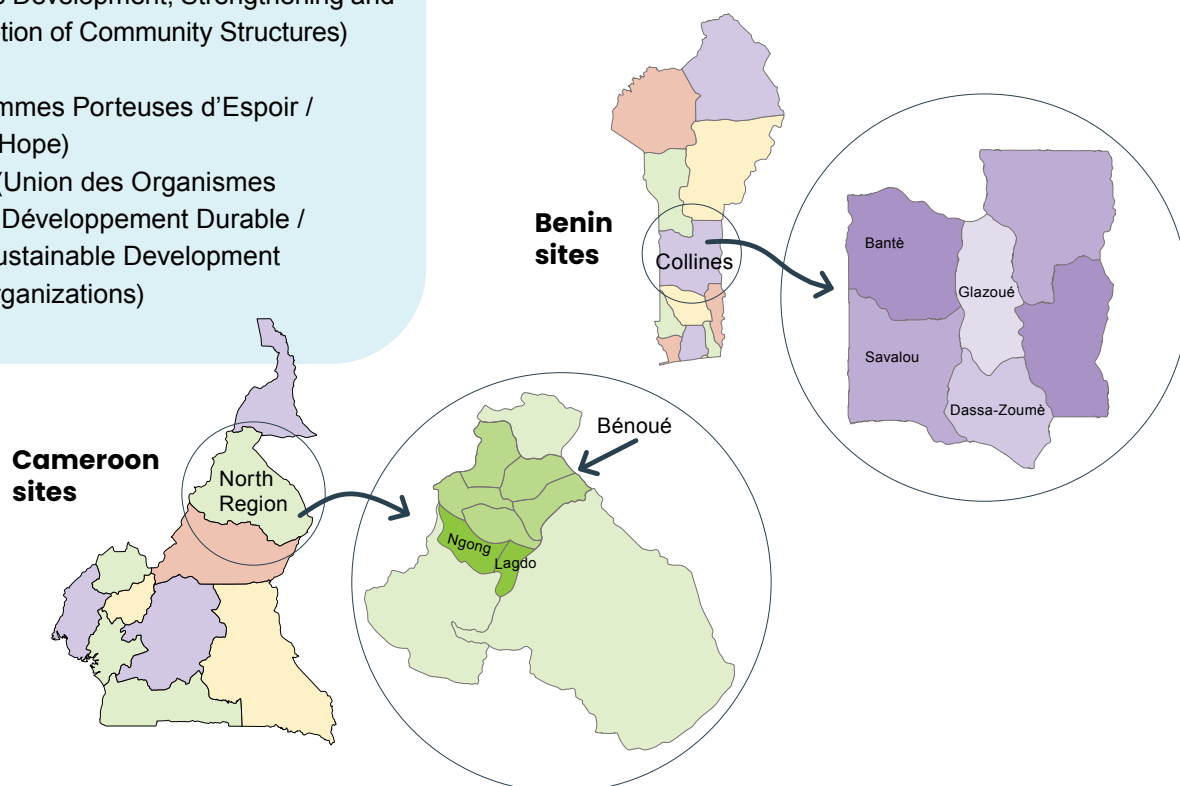 Development, Strengthening and
tion of Community Structures)
mmes Porteuses d'Espoir /
Hope)
(Union des Organismes
Développement Durable /
ustainable Development
rganizations)
Benin
sites
Collines
Bantè
Glazoué
Savalou
Dassa-Zoumè
Cameroon
sites
North
Region
Bénoué
Ngong
Lagdo